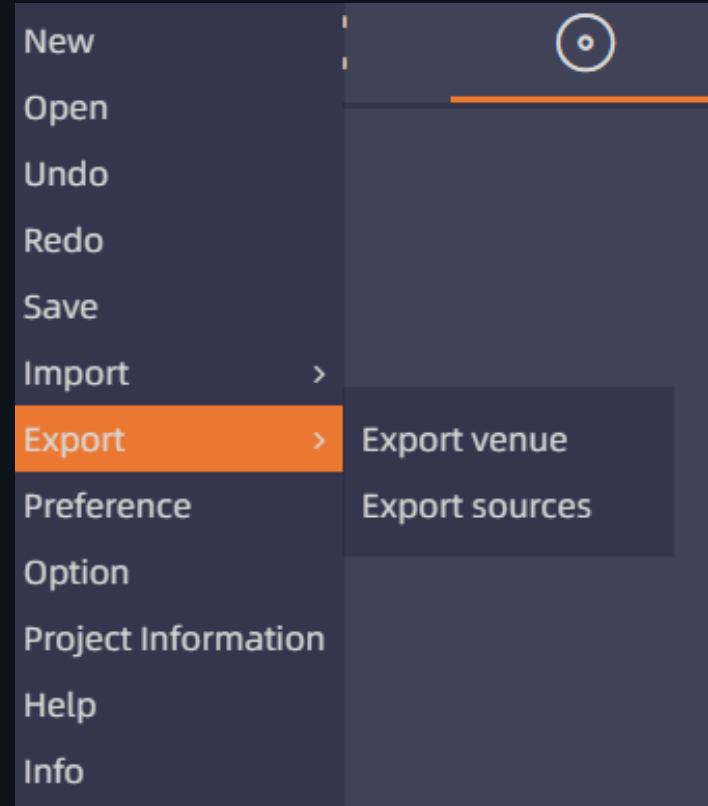 New
Open
Undo
Redo
Save
Import
Export
Export venue
Preference
Export sources
Option
Project Information
Help
Info